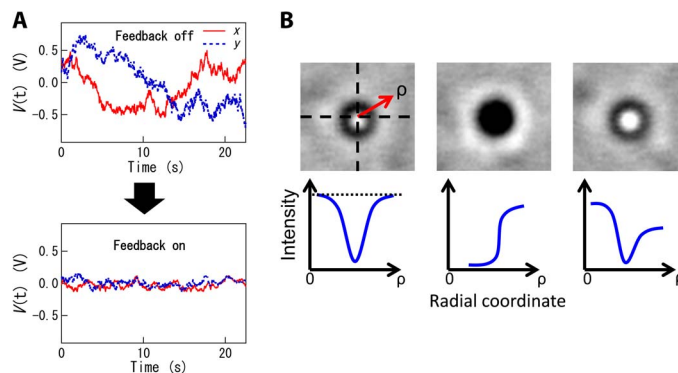 A
Feedback off
x
y
V(t) (V)
0.5
0.0
-0.5
0
10
20
Time (s)
Feedback on
V(t) (V)
0.5
0.0
-0.5
0
10
20
Time (s)
B
ρ
Intensity
0
ρ
0
ρ
0
ρ
Radial coordinate